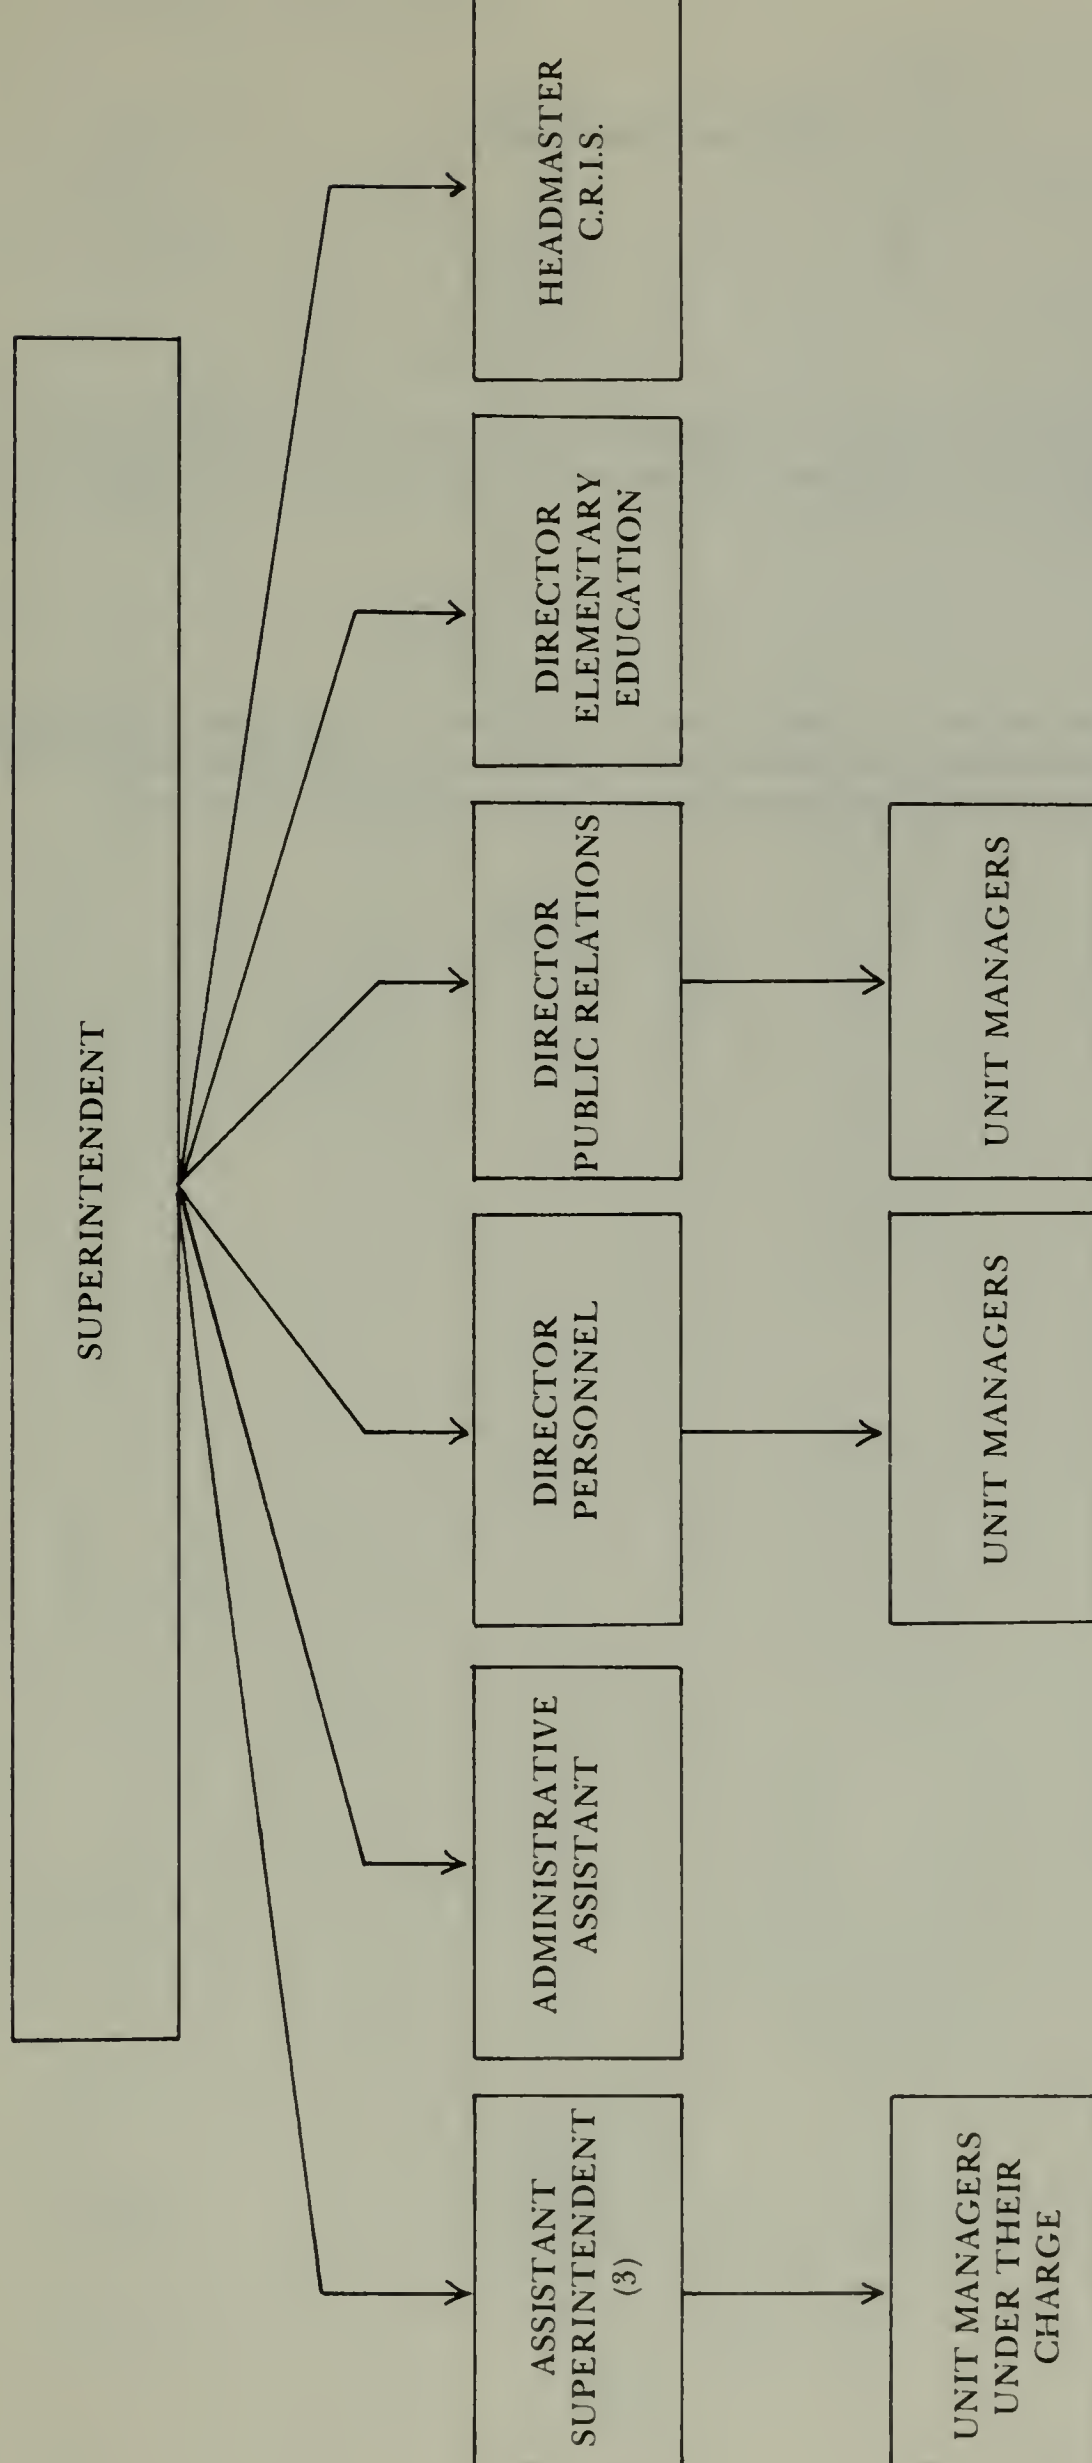 SUPERINTENDENT
ASSISTANT
SUPERINTENDENT
(3)
ADMINISTRATIVE
ASSISTANT
DIRECTOR
PERSONNEL
DIRECTOR
PUBLIC RELATIONS
DIRECTOR
ELEMENTARY
EDUCATION
HEADMASTER
C.R.I.S.
UNIT MANAGERS
UNDER THEIR
CHARGE
UNIT MANAGERS
UNIT MANAGERS